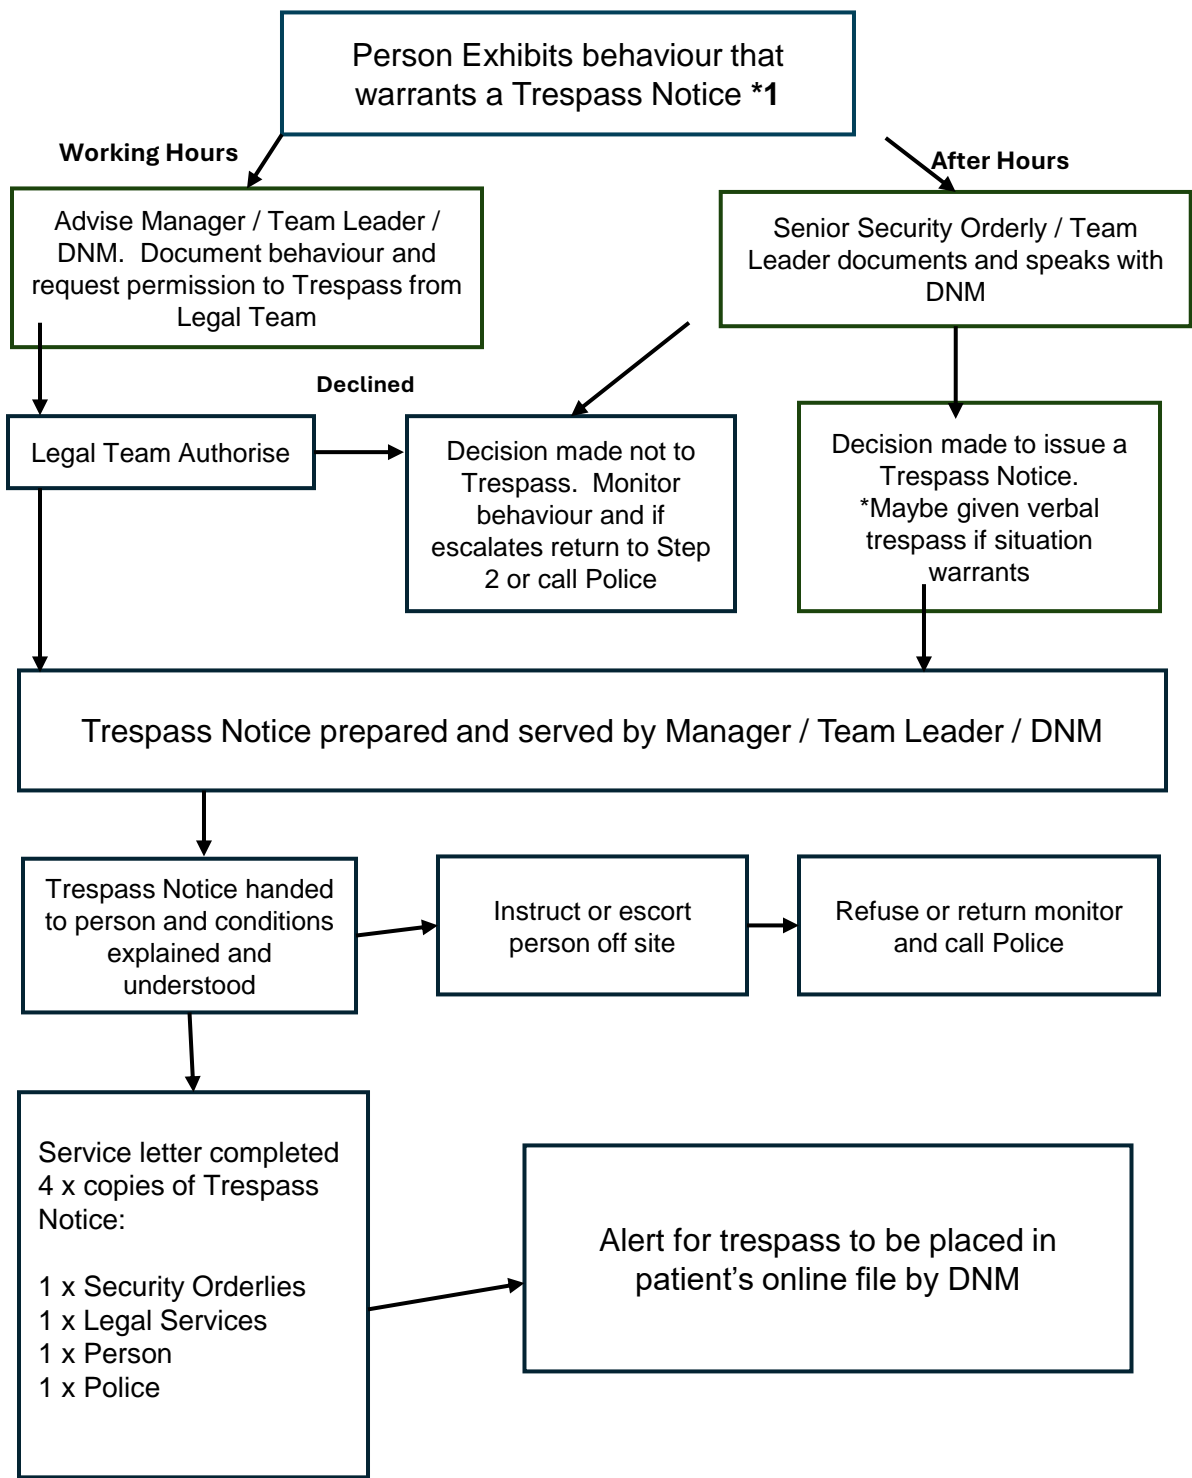 Person Exhibits behaviour that
warrants a Trespass Notice *1
Working Hours
After Hours
Advise Manager / Team Leader /
DNM.  Document behaviour and
request permission to Trespass from
Legal Team
Senior Security Orderly / Team
Leader documents and speaks with
DNM
Declined
Legal Team Authorise
Decision made not to
Trespass.  Monitor
behaviour and if
escalates return to Step
2 or call Police
Decision made to issue a
Trespass Notice.
*Maybe given verbal
trespass if situation
warrants
Trespass Notice prepared and served by Manager / Team Leader / DNM
Trespass Notice handed
to person and conditions
explained and
understood
Instruct or escort
person off site
Refuse or return monitor
and call Police
Service letter completed
4 x copies of Trespass
Notice:
1 x Security Orderlies
1 x Legal Services
1 x Person
1 x Police
Alert for trespass to be placed in
patient’s online file by DNM